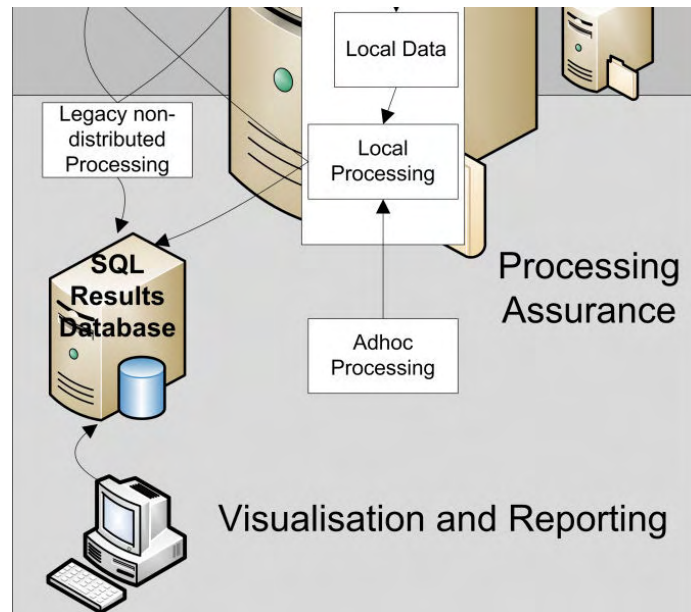 Local Data
Legacy non-
distributed
Processing
Local
Processing
SQL
Results
Database
Processing
Assurance
Adhoc
Processing
Visualisation and Reporting